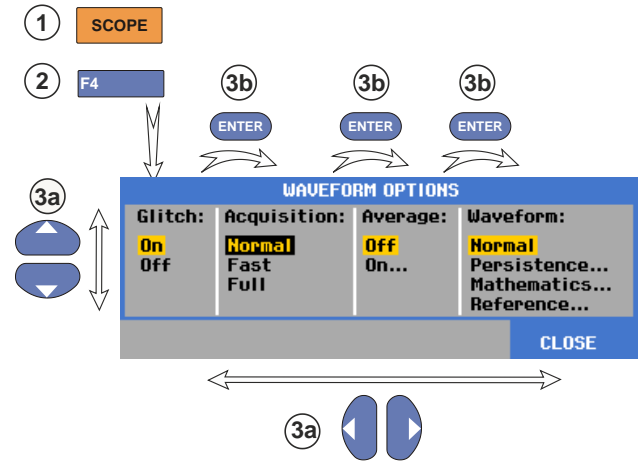 1 SCOPE
2 F4
3b 3b 3b
ENTER ENTER ENTER
3a
WAVEFORM OPTIONS
Glitch: Acquisition: Average: Waveform:
On Normal Off Normal
Off Fast On... Persistence...
Full Mathematics...
Reference...
CLOSE
3a